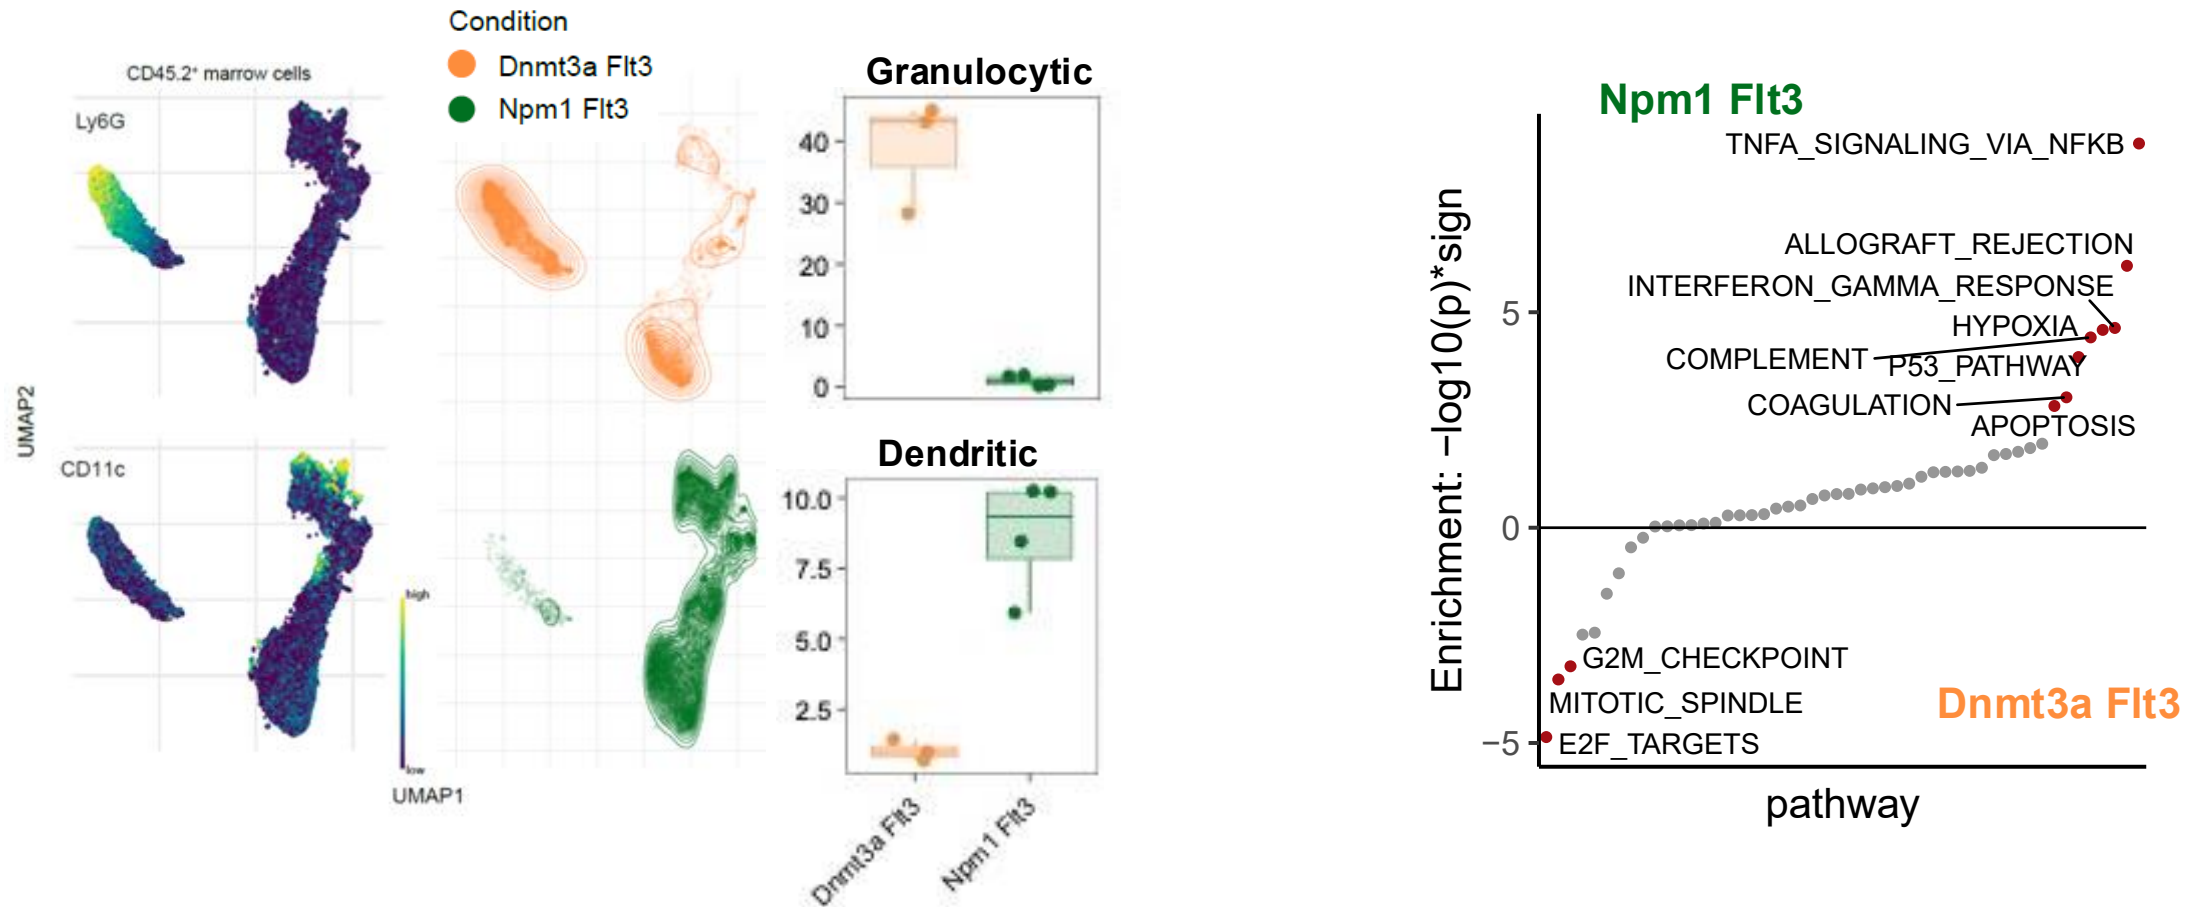 Condition
Dnmt3a Flt3
Npm1 Flt3
CD45.2+ marrow cells
Ly6G
CD11c
UMAP2
UMAP1
high
low
Granulocytic
40
30
20
10
0
Dendritic
10.0
7.5
5.0
2.5
Dnmt3a Flt3
Npm1 Flt3
Npm1 Flt3
TNFA_SIGNALING_VIA_NFKB
ALLOGRAFT_REJECTION
INTERFERON_GAMMA_RESPONSE
HYPOXIA
COMPLEMENT
P53_PATHWAY
COAGULATION
APOPTOSIS
G2M_CHECKPOINT
MITOTIC_SPINDLE
E2F_TARGETS
Dnmt3a Flt3
Enrichment: −log10(p)*sign
5
0
−5
pathway